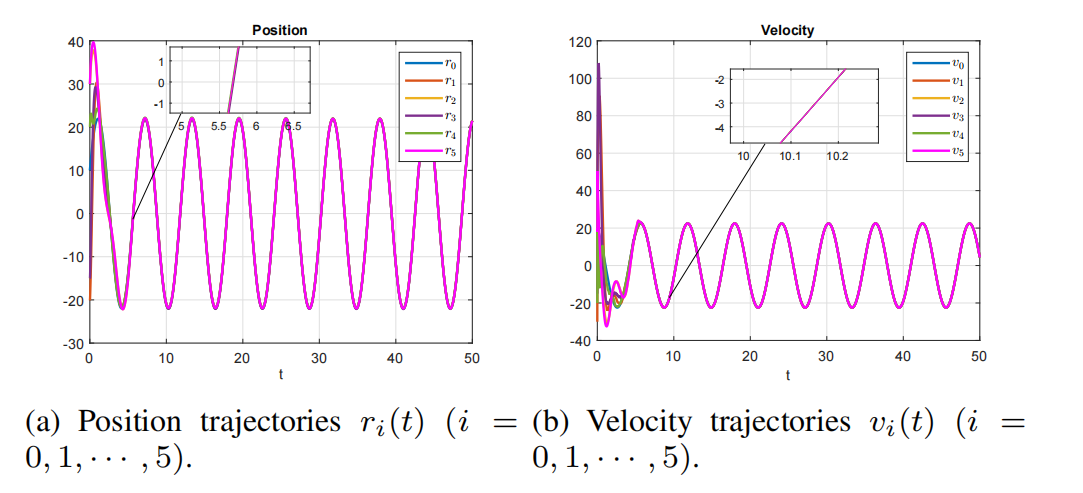 Position
40
30
20
10
0
-10
-20
-30
0
10
20
30
40
50
t
1
0
-1
5
5.5
6
6.5
r₀
r₁
r₂
r₃
r₄
r₅
Velocity
120
100
80
60
40
20
0
-20
-40
0
10
20
30
40
50
t
-2
-3
-4
10
10.1
10.2
v₀
v₁
v₂
v₃
v₄
v₅
(a) Position trajectories rᵢ(t) (i =
0, 1, ··· , 5).
(b) Velocity trajectories vᵢ(t) (i =
0, 1, ··· , 5).